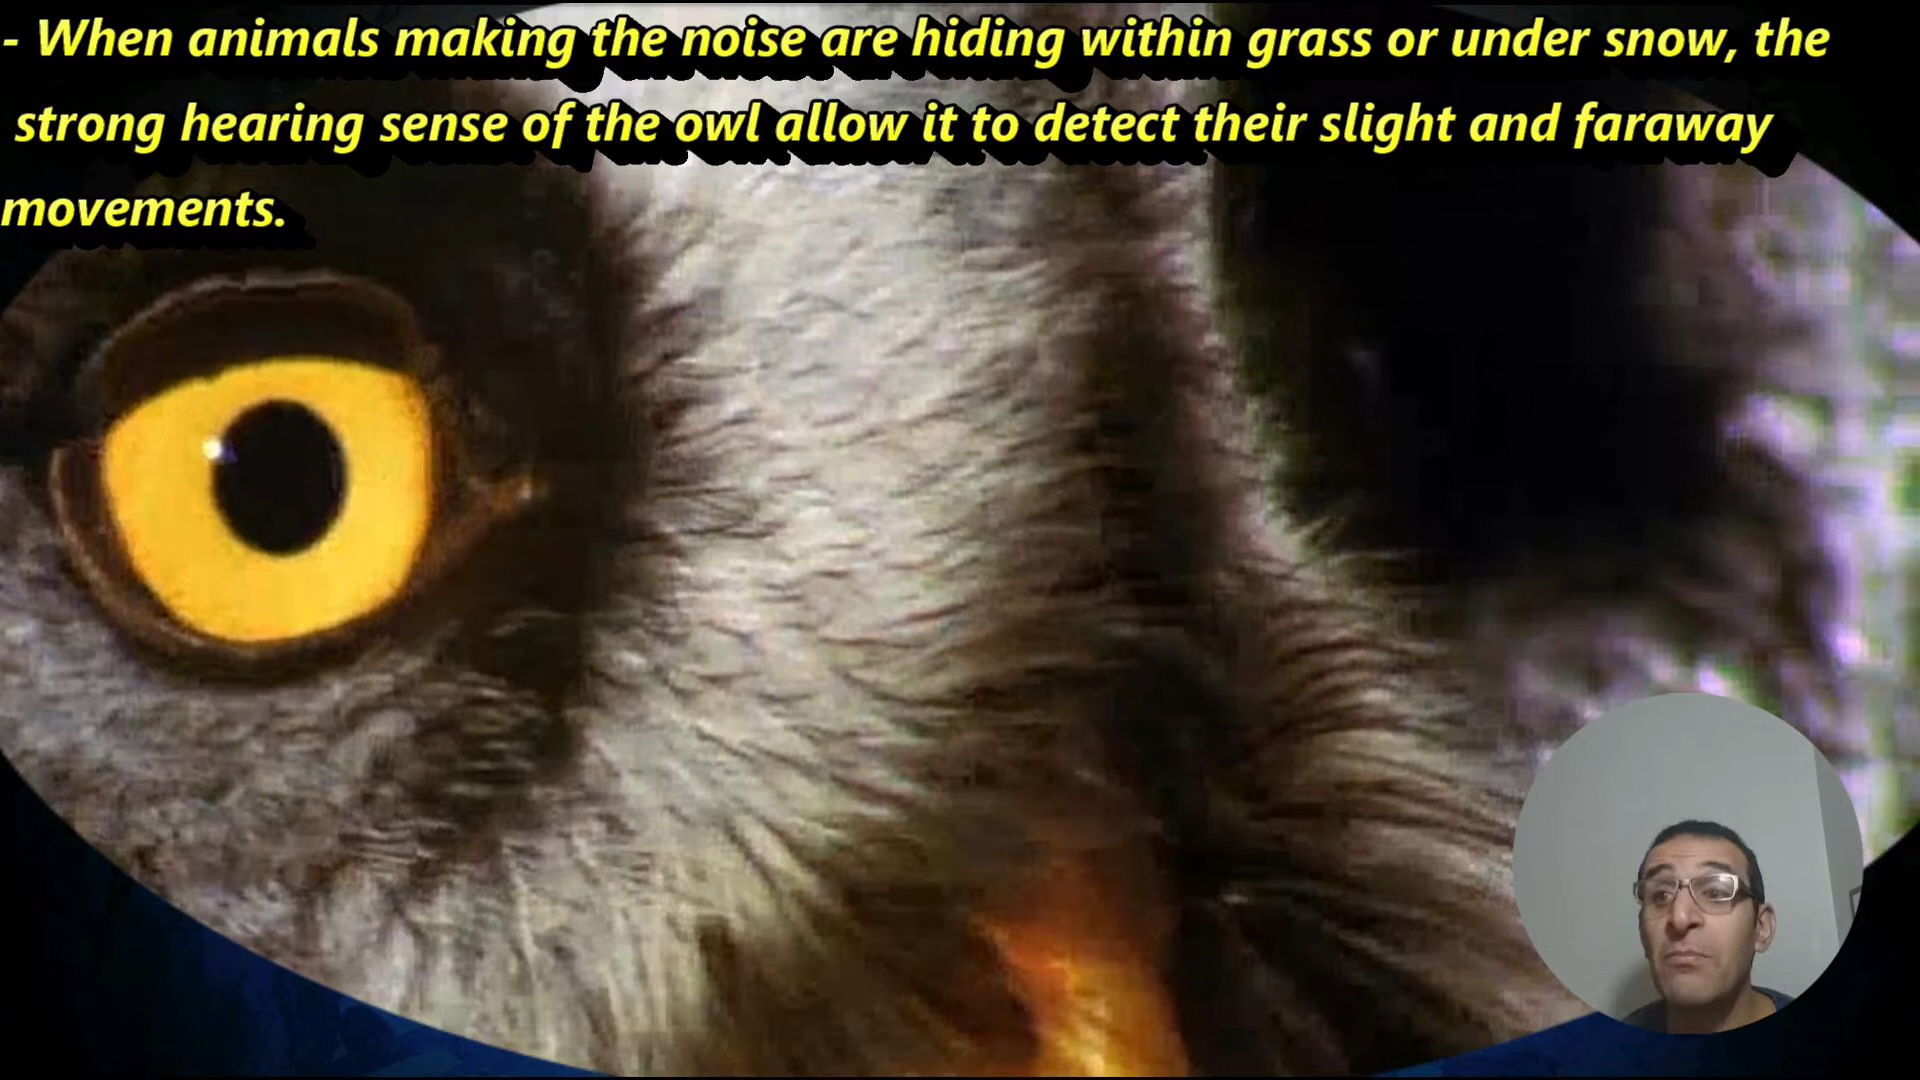 - When animals making the noise are hiding within grass or under snow, the
strong hearing sense of the owl allow it to detect their slight and faraway
movements.